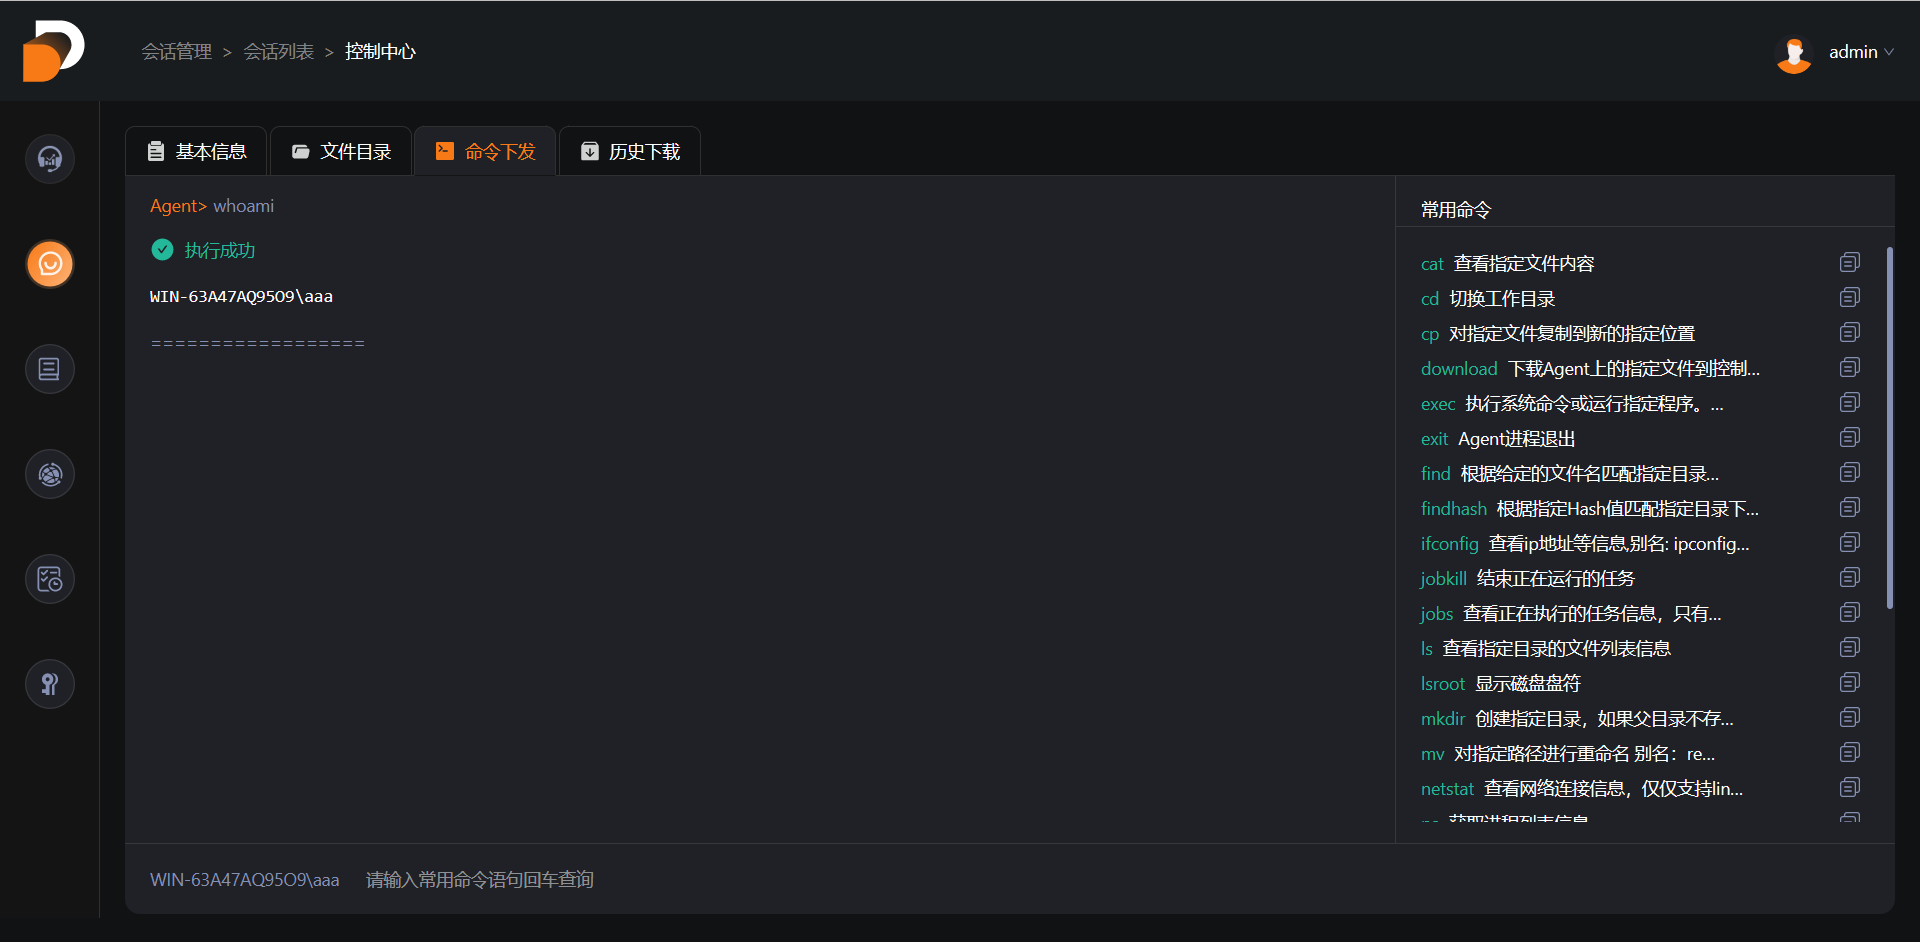 会话管理 > 会话列表 > 控制中心
admin
基本信息
文件目录
命令下发
历史下载
Agent> whoami
执行成功
WIN-63A47AQ95O9\aaa
==================
常用命令
cat 查看指定文件内容
cd 切换工作目录
cp 对指定文件复制到新的指定位置
download 下载Agent上的指定文件到控制...
exec 执行系统命令或运行指定程序。...
exit Agent进程退出
find 根据给定的文件名匹配指定目录...
findhash 根据指定Hash值匹配指定目录下...
ifconfig 查看ip地址等信息,别名: ipconfig...
jobkill 结束正在运行的任务
jobs 查看正在执行的任务信息，只有...
ls 查看指定目录的文件列表信息
lsroot 显示磁盘盘符
mkdir 创建指定目录，如果父目录不存...
mv 对指定路径进行重命名 别名：re...
netstat 查看网络连接信息，仅仅支持lin...
获取进程列表信息
WIN-63A47AQ95O9\aaa 请输入常用命令语句回车查询